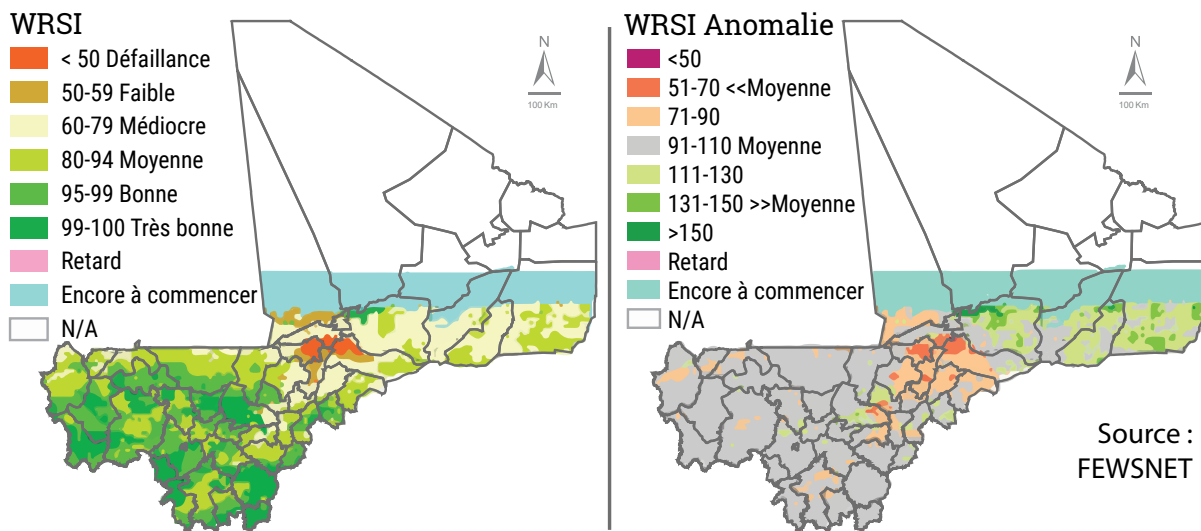 WRSI
< 50 Défaillance
50-59 Faible
60-79 Médiocre
80-94 Moyenne
95-99 Bonne
99-100 Très bonne
Retard
Encore à commencer
N/A
N
100 Km
WRSI Anomalie
<50
51-70 <<Moyenne
71-90
91-110 Moyenne
111-130
131-150 >>Moyenne
>150
Retard
Encore à commencer
N/A
N
100 Km
Source :
FEWSNET